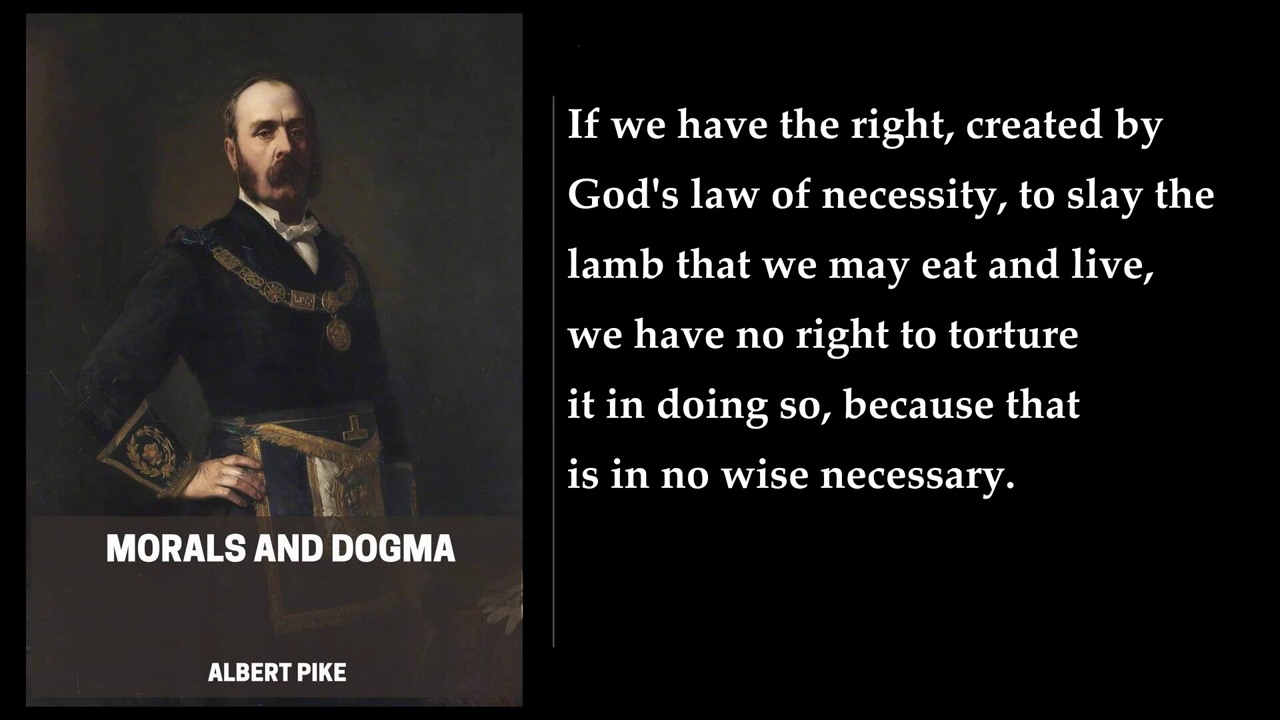 MORALS AND DOGMA
ALBERT PIKE
If we have the right, created by
God's law of necessity, to slay the
lamb that we may eat and live,
we have no right to torture
it in doing so, because that
is in no wise necessary.